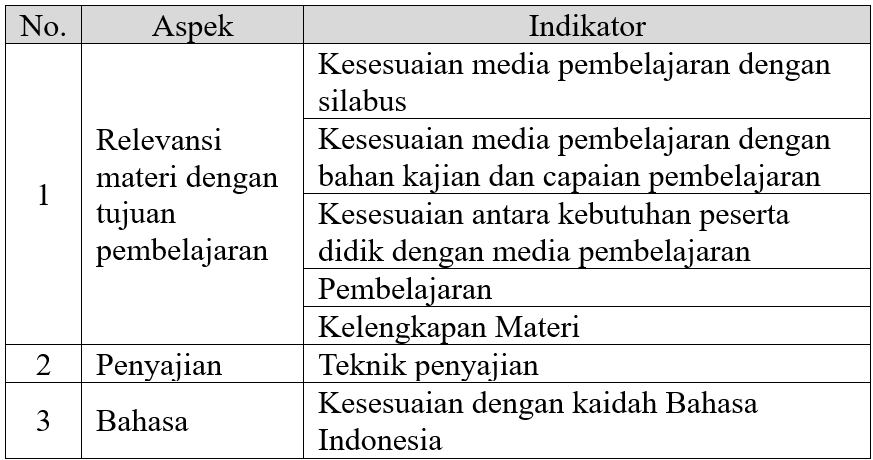 No. Aspek Indikator
1 Relevansi materi dengan tujuan pembelajaran
Kesesuaian media pembelajaran dengan
silabus
Kesesuaian media pembelajaran dengan
bahan kajian dan capaian pembelajaran
Kesesuaian antara kebutuhan peserta
didik dengan media pembelajaran
Pembelajaran
Kelengkapan Materi
2 Penyajian Teknik penyajian
3 Bahasa Kesesuaian dengan kaidah Bahasa
Indonesia